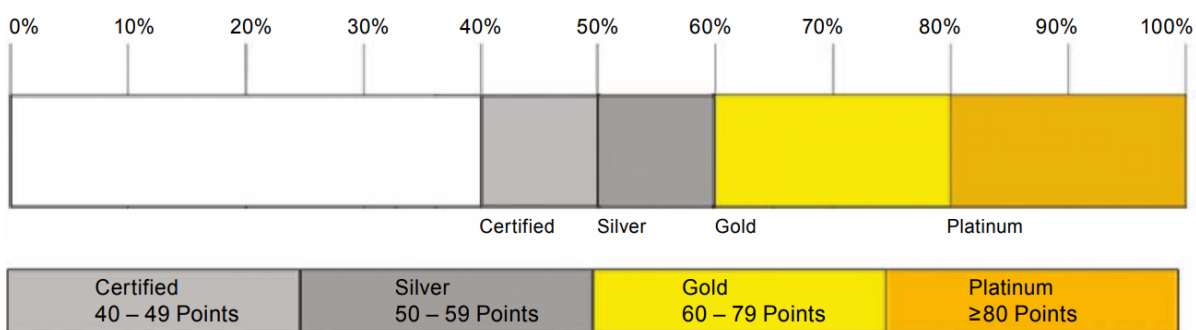 0% 10% 20% 30% 40% 50% 60% 70% 80% 90% 100%
Certified Silver Gold Platinum
Certified Silver Gold Platinum
40 – 49 Points 50 – 59 Points 60 – 79 Points ≥80 Points